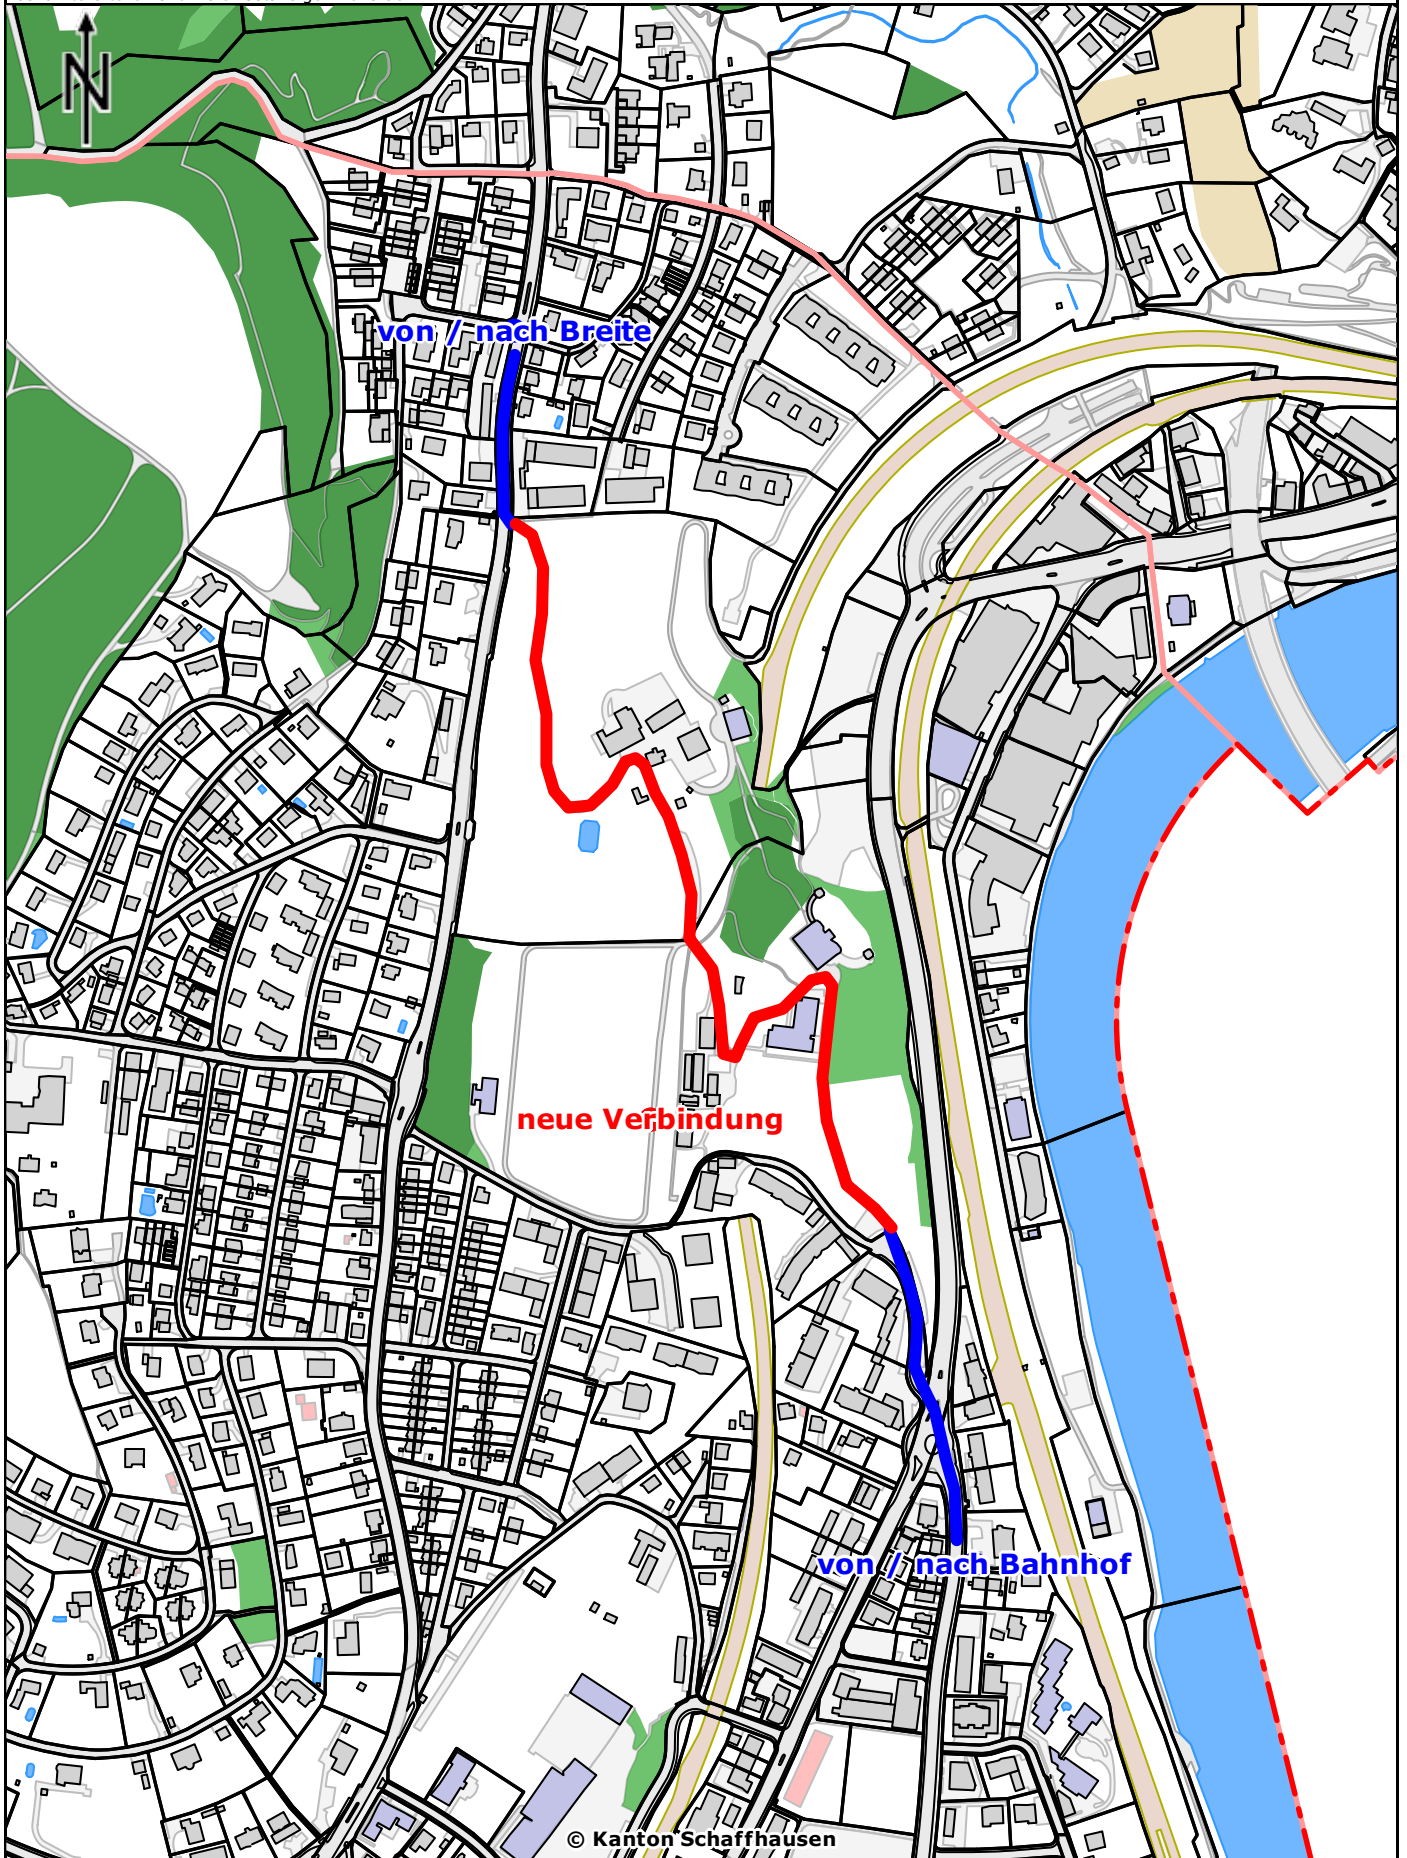 N
von / nach Breite
neue Verbindung
von / nach Bahnhof
© Kanton Schaffhausen